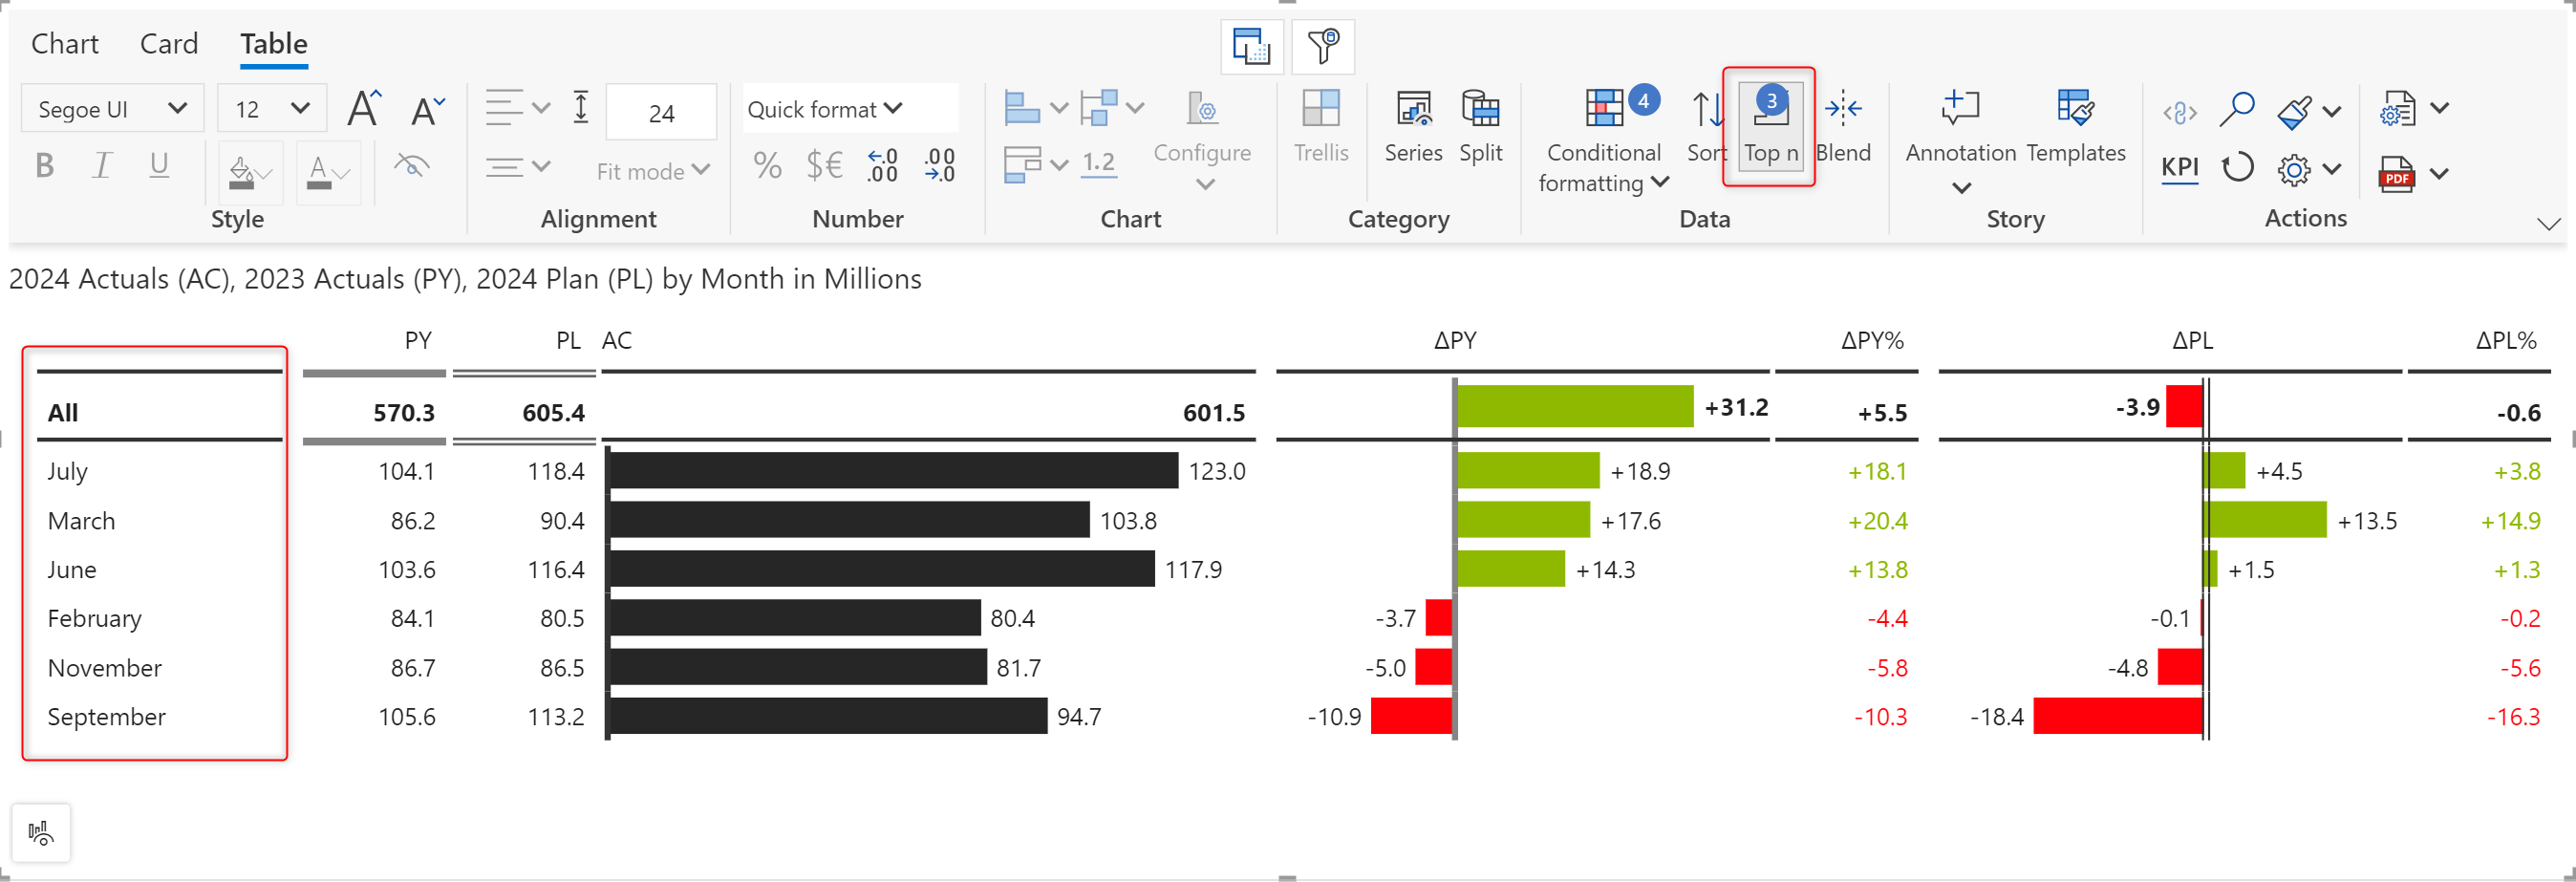 Chart Card Table
Segoe UI 12 A A 24 Quick format 4 3
B I U A Fit mode % $€ .0 .00 .00 .0 1.2 Configure Trellis Series Split Conditional formatting Sort Top n Blend Annotation Templates KPI PDF
Style Alignment Number Chart Category Data Story Actions
2024 Actuals (AC), 2023 Actuals (PY), 2024 Plan (PL) by Month in Millions
PY PL AC ΔPY ΔPY% ΔPL ΔPL%
All 570.3 605.4 601.5 +31.2 +5.5 -3.9 -0.6
July 104.1 118.4 123.0 +18.9 +18.1 +4.5 +3.8
March 86.2 90.4 103.8 +17.6 +20.4 +13.5 +14.9
June 103.6 116.4 117.9 +14.3 +13.8 +1.5 +1.3
February 84.1 80.5 80.4 -3.7 -4.4 -0.1 -0.2
November 86.7 86.5 81.7 -5.0 -5.8 -4.8 -5.6
September 105.6 113.2 94.7 -10.9 -10.3 -18.4 -16.3